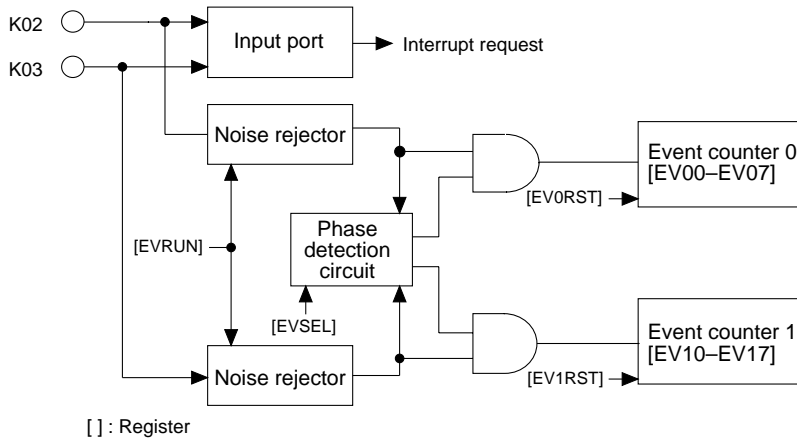 K02
K03
Input port
Interrupt request
Noise rejector
Event counter 0
[EV00–EV07]
[EV0RST]
[EVRUN]
Phase
detection
circuit
[EVSEL]
Noise rejector
Event counter 1
[EV10–EV17]
[EV1RST]
[ ] : Register